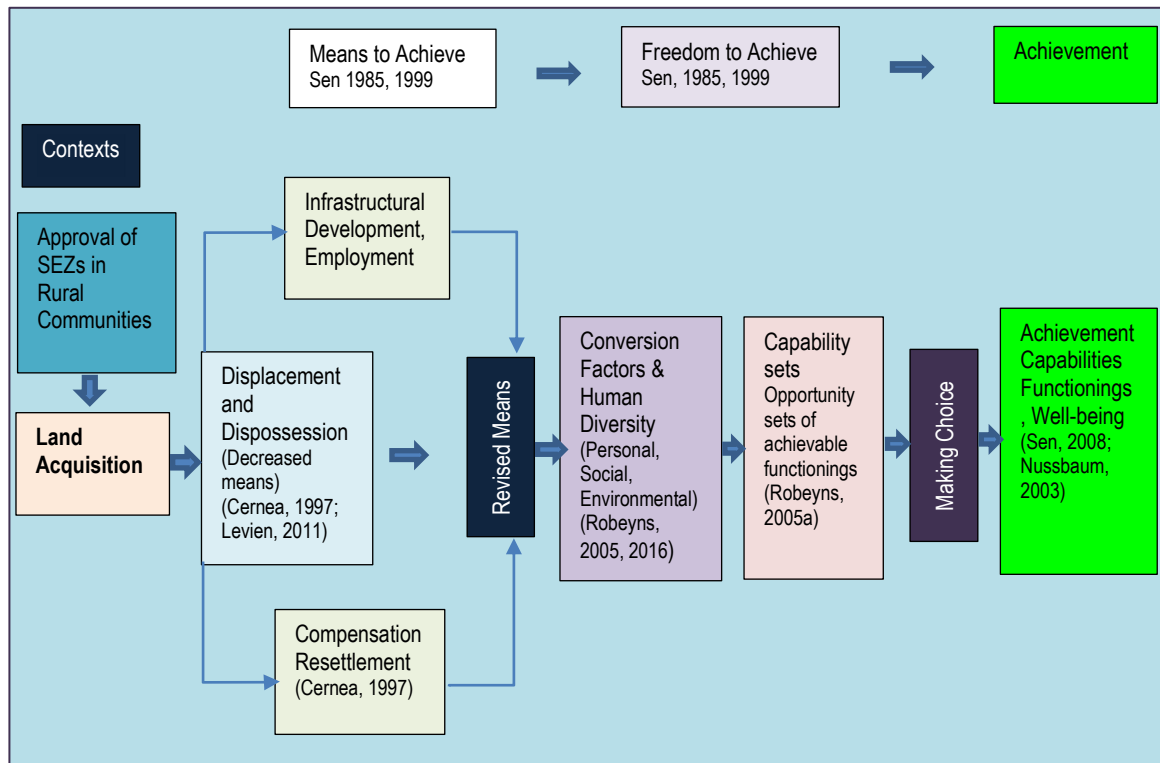 Means to Achieve
Sen 1985, 1999
Freedom to Achieve
Sen, 1985, 1999
Achievement
Contexts
Approval of
SEZs in
Rural
Communities
Land
Acquisition
Infrastructural
Development,
Employment
Displacement
and
Dispossession
(Decreased
means)
(Cernea, 1997;
Levien, 2011)
Compensation
Resettlement
(Cernea, 1997)
Revised Means
Conversion
Factors &
Human
Diversity
(Personal,
Social,
Environmental)
(Robeyns,
2005, 2016)
Capability
sets
Opportunity
sets of
achievable
functionings
(Robeyns,
2005a)
Making Choice
Achievement
Capabilities
Functionings
, Well-being
(Sen, 2008;
Nussbaum,
2003)